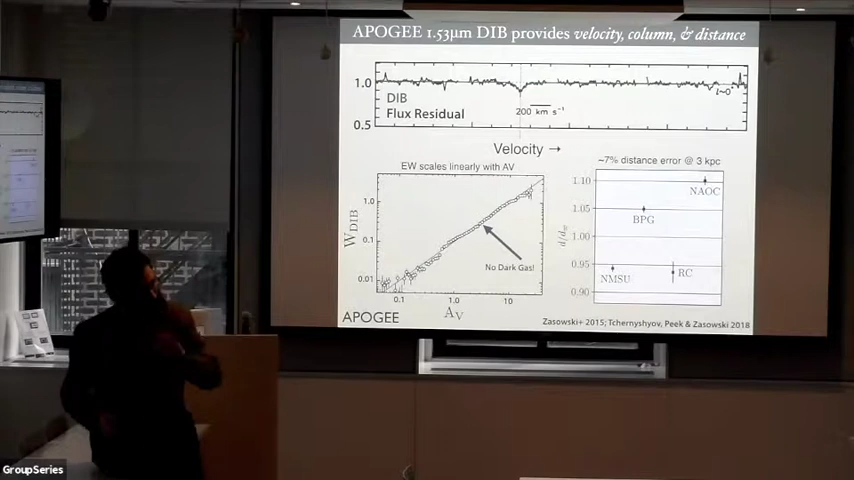 APOGEE 1.53μm DIB provides velocity, column, & distance
1.0
DIB
Flux Residual
0.5
200 km s⁻¹
l~0°
Velocity →
EW scales linearly with AV
W_DIB
1.0
0.1
0.01
No Dark Gas!
0.1
1.0
10
A_V
APOGEE
~7% distance error @ 3 kpc
1.10
1.05
1.00
0.95
0.90
NAOC
BPG
NMSU
RC
Zasowski+ 2015; Tchernyshyov, Peek & Zasowski 2018
GroupSeries